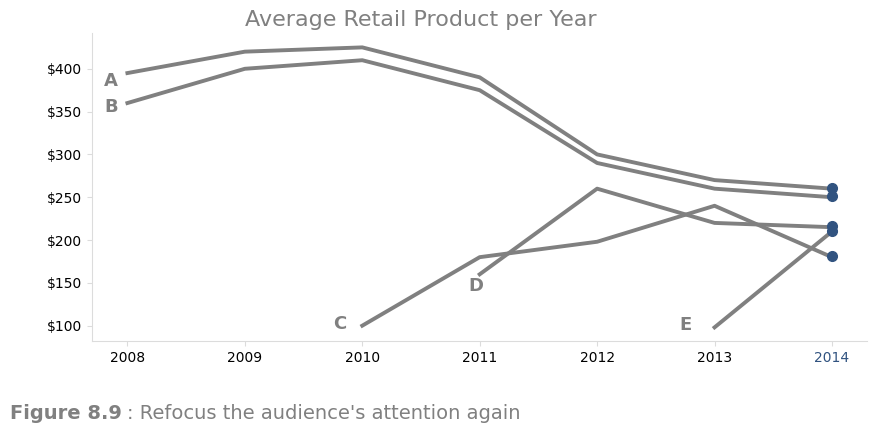 Average Retail Product per Year
$400
A
B
$350
$300
$250
$200
$150
D
$100
C
E
2008 2009 2010 2011 2012 2013 2014
Figure 8.9 : Refocus the audience's attention again